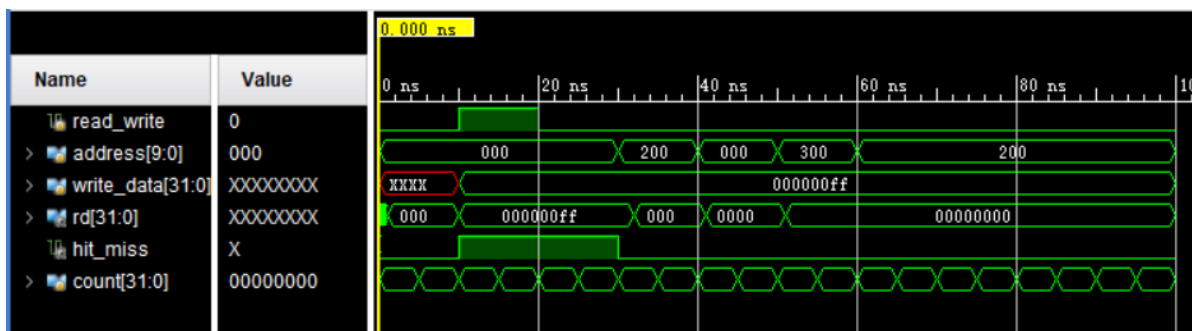 0.000 ns
Name Value 0 ns 20 ns 40 ns 60 ns 80 ns 10
read_write 0
address[9:0] 000 000 200 000 300 200
write_data[31:0] XXXXXXXX XXXX 000000ff
rd[31:0] XXXXXXXX 000 000000ff 000 0000 00000000
hit_miss X
count[31:0] 00000000